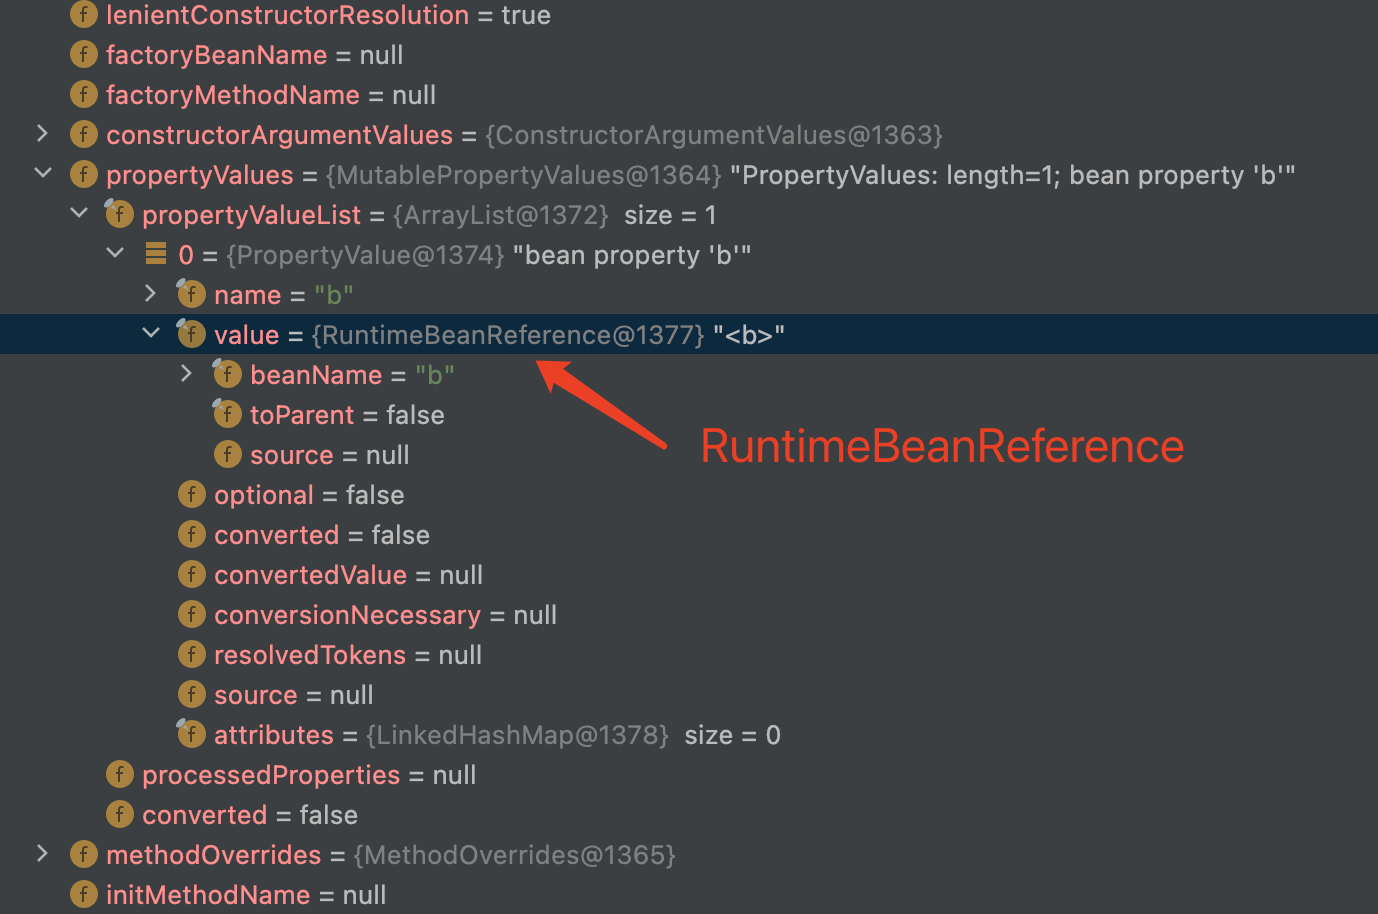 f lenientConstructorResolution = true
f factoryBeanName = null
f factoryMethodName = null
f constructorArgumentValues = {ConstructorArgumentValues@1363}
f propertyValues = {MutablePropertyValues@1364} "PropertyValues: length=1; bean property 'b'"
f propertyValueList = {ArrayList@1372} size = 1
0 = {PropertyValue@1374} "bean property 'b'"
f name = "b"
f value = {RuntimeBeanReference@1377} "<b>"
f beanName = "b"
f toParent = false
RuntimeBeanReference
f source = null
f optional = false
f converted = false
f convertedValue = null
f conversionNecessary = null
f resolvedTokens = null
f source = null
f attributes = {LinkedHashMap@1378} size = 0
f processedProperties = null
f converted = false
f methodOverrides = {MethodOverrides@1365}
f initMethodName = null